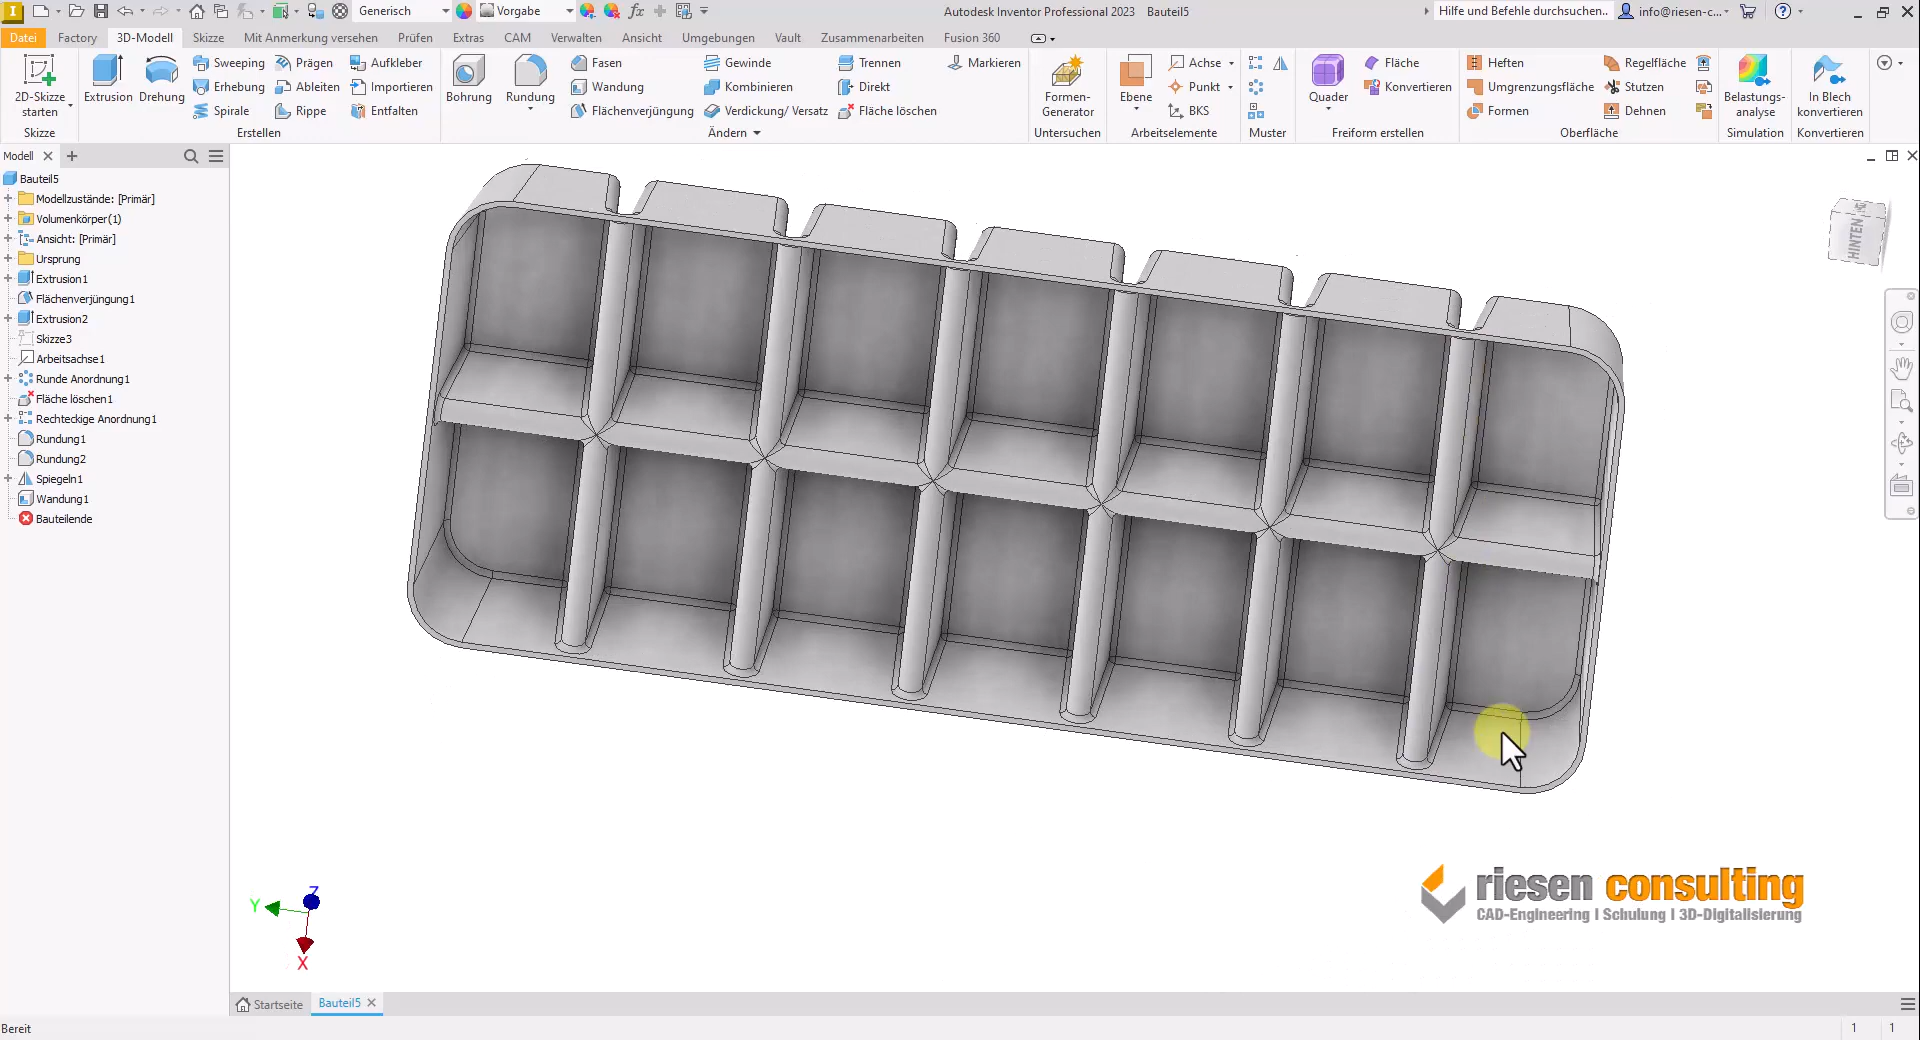 Generisch
Vorgabe
fx
Autodesk Inventor Professional 2023 Bauteil5
Hilfe und Befehle durchsuchen...
info@riesen-c...
Datei Factory 3D-Modell Skizze Mit Anmerkung versehen Prüfen Extras CAM Verwalten Ansicht Umgebungen Vault Zusammenarbeiten Fusion 360
2D-Skizze starten
Skizze
Extrusion
Drehung
Sweeping
Erhebung
Spirale
Prägen
Ableiten
Rippe
Aufkleber
Importieren
Entfalten
Erstellen
Bohrung
Rundung
Fasen
Wandung
Flächenverjüngung
Gewinde
Kombinieren
Verdickung/ Versatz
Trennen
Direkt
Fläche löschen
Markieren
Ändern
Formen-
Generator
Untersuchen
Ebene
Achse
Punkt
BKS
Arbeitselemente
Muster
Quader
Fläche
Konvertieren
Freiform erstellen
Heften
Umgrenzungsfläche
Formen
Regelfläche
Stutzen
Dehnen
Oberfläche
Belastungs-
analyse
Simulation
In Blech
konvertieren
Konvertieren
Modell
Bauteil5
Modellzustände: [Primär]
Volumenkörper(1)
Ansicht: [Primär]
Ursprung
Extrusion1
Flächenverjüngung1
Extrusion2
Skizze3
Arbeitsachse1
Runde Anordnung1
Fläche löschen1
Rechteckige Anordnung1
Rundung1
Rundung2
Spiegeln1
Wandung1
Bauteilende
HINTEN
Z
Y
X
riesen consulting
CAD-Engineering | Schulung | 3D-Digitalisierung
Startseite
Bauteil5
Bereit
1 1